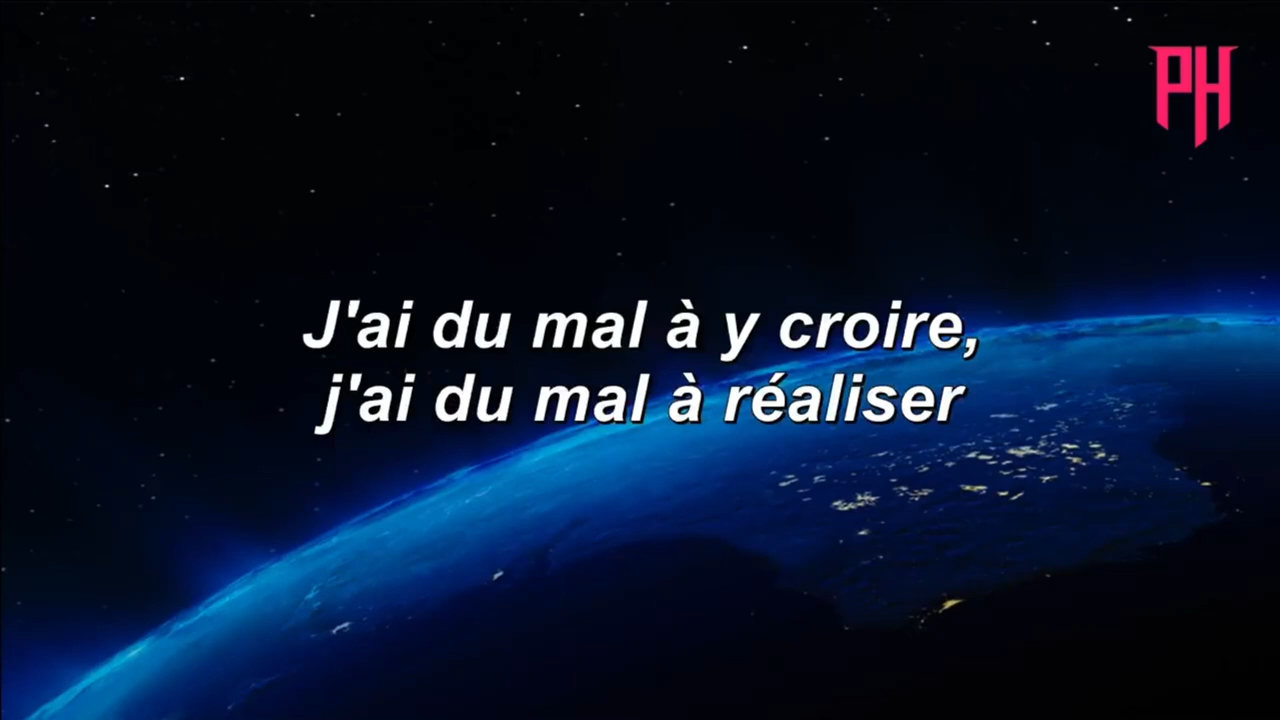 PH
J'ai du mal à y croire,
j'ai du mal à réaliser